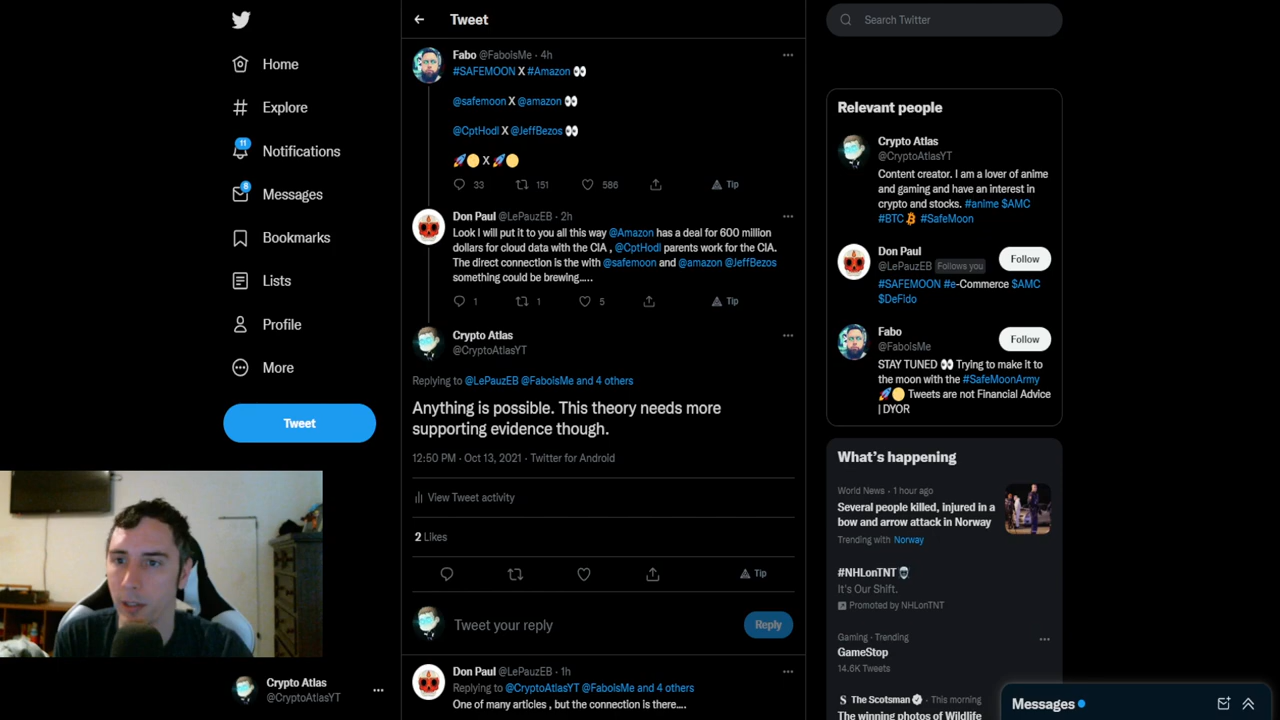 Tweet
Search Twitter
Home
Explore
11
Notifications
6
Messages
Bookmarks
Lists
Profile
More
Tweet
Crypto Atlas
@CryptoAtlasYT
Fabo @FaboIsMe · 4h
#SAFEMOON X #Amazon 👀
@safemoon X @amazon 👀
@CptHodl X @JeffBezos 👀
🚀🌕 X 🚀🌕
33 151 586 Tip
Don Paul @LePauzEB · 2h
Look I will put it to you all this way @Amazon has a deal for 600 million
dollars for cloud data with the CIA , @CptHodl parents work for the CIA.
The direct connection is the with @safemoon and @amazon @JeffBezos
something could be brewing.....
1 1 5 Tip
Crypto Atlas
@CryptoAtlasYT
Replying to @LePauzEB @FaboIsMe and 4 others
Anything is possible. This theory needs more
supporting evidence though.
12:50 PM · Oct 13, 2021 · Twitter for Android
View Tweet activity
2 Likes
Tip
Tweet your reply
Reply
Don Paul @LePauzEB · 1h
Replying to @CryptoAtlasYT @FaboIsMe and 4 others
One of many articles , but the connection is there....
Relevant people
Crypto Atlas
@CryptoAtlasYT
Content creator. I am a lover of anime
and gaming and have an interest in
crypto and stocks. #anime $AMC
#BTC #SafeMoon
Don Paul
@LePauzEB Follows you
Follow
#SAFEMOON #e-Commerce $AMC
$DeFido
Fabo
@FaboIsMe
Follow
STAY TUNED 👀 Trying to make it to
the moon with the #SafeMoonArmy
🚀🌕 Tweets are not Financial Advice
| DYOR
What's happening
World News · 1 hour ago
Several people killed, injured in a
bow and arrow attack in Norway
Trending with Norway
#NHLonTNT
It's Our Shift.
Promoted by NHLonTNT
Gaming · Trending
GameStop
14.6K Tweets
The Scotsman · This morning
The winning photos of Wildlife
Messages